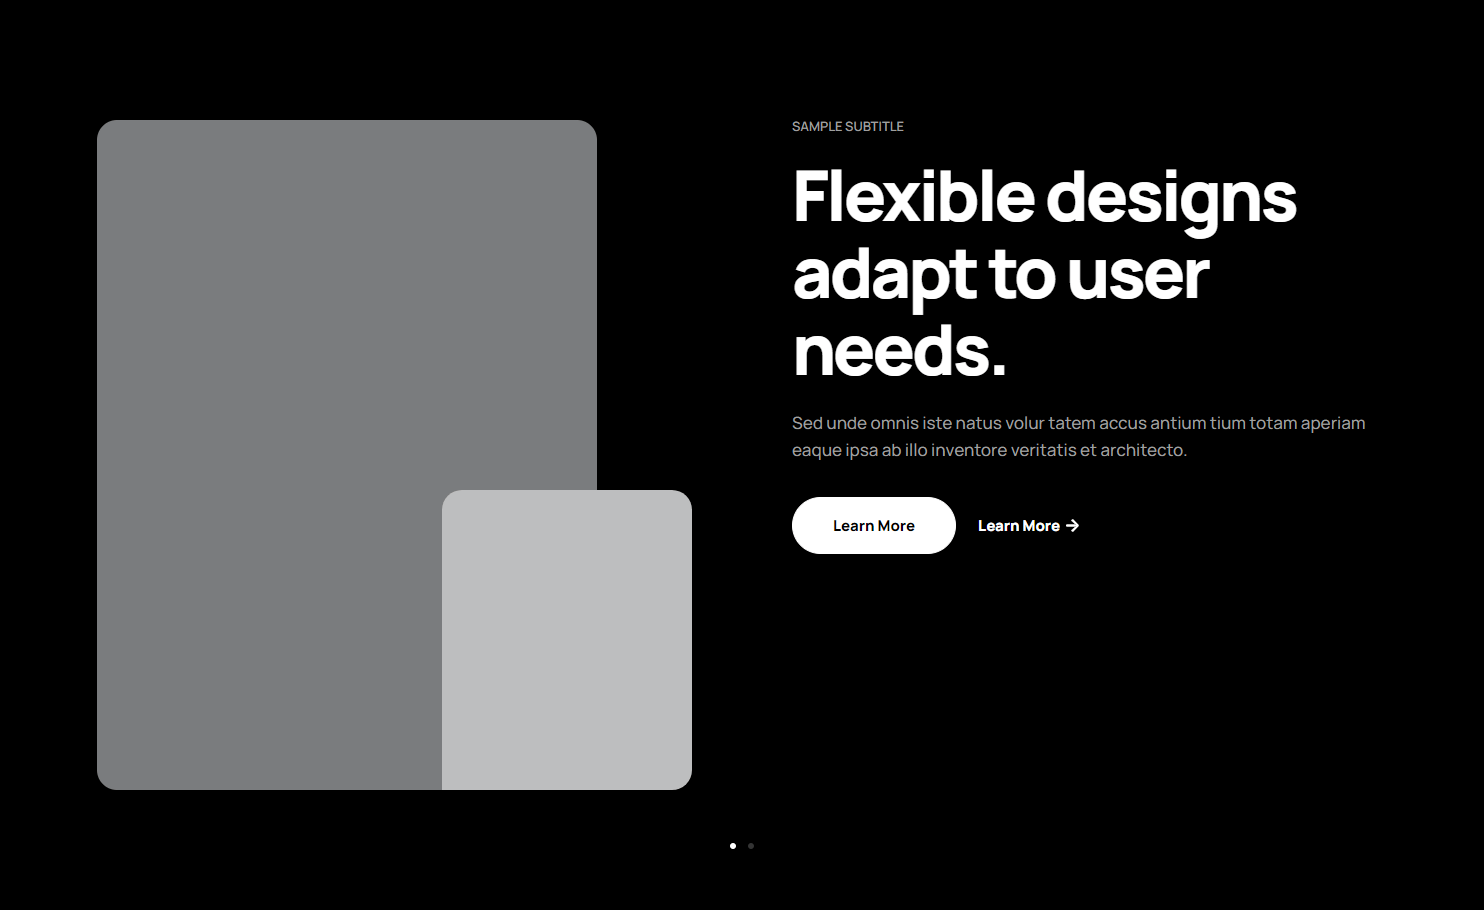 SAMPLE SUBTITLE
Flexible designs
adapt to user
needs.
Sed unde omnis iste natus volur tatem accus antium tium totam aperiam
eaque ipsa ab illo inventore veritatis et architecto.
Learn More
Learn More →